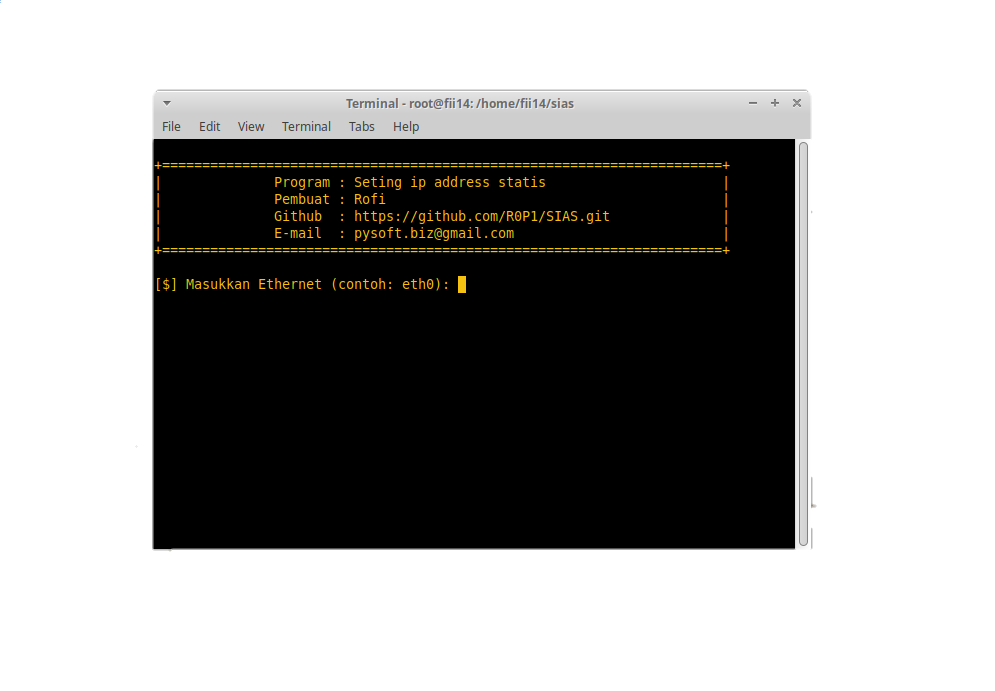 Terminal - root@fii14: /home/fii14/sias
File Edit View Terminal Tabs Help
+======================================================================+
| Program : Seting ip address statis |
| Pembuat : Rofi |
| Github : https://github.com/R0P1/SIAS.git |
| E-mail : pysoft.biz@gmail.com |
+======================================================================+
[$] Masukkan Ethernet (contoh: eth0):